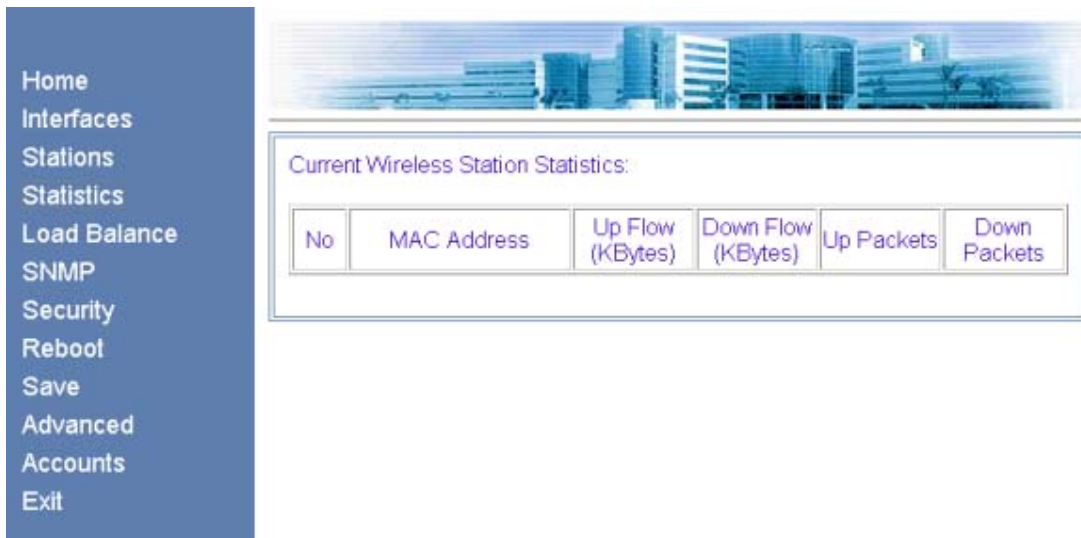 Home
Interfaces
Stations
Statistics
Load Balance
SNMP
Security
Reboot
Save
Advanced
Accounts
Exit
Current Wireless Station Statistics:
No
MAC Address
Up Flow
(KBytes)
Down Flow
(KBytes)
Up Packets
Down
Packets